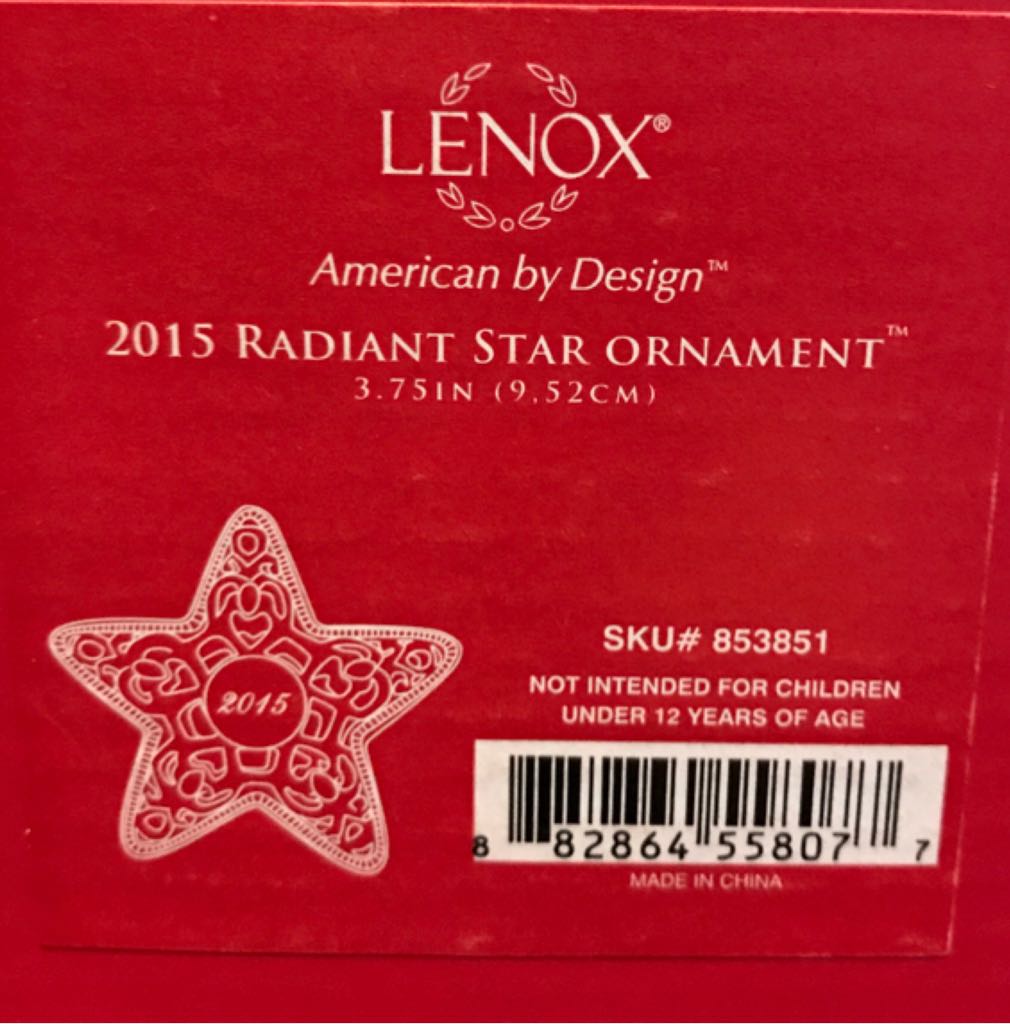 LENOX®
American by Design™
2015 RADIANT STAR ORNAMENT™
3.75IN (9.52CM)
2015
SKU# 853851
NOT INTENDED FOR CHILDREN
UNDER 12 YEARS OF AGE
8 82864 55807 7
MADE IN CHINA